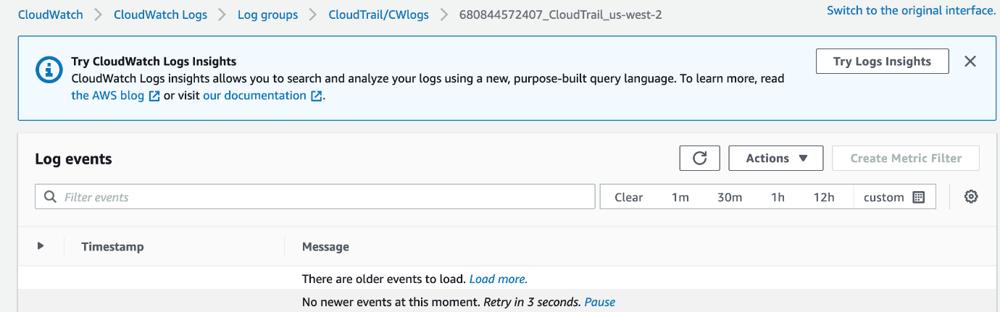 CloudWatch CloudWatch Logs Log groups CloudTrail/CWlogs 680844572407_CloudTrail_us-west-2 Switch to the original interface.
Try CloudWatch Logs Insights
CloudWatch Logs insights allows you to search and analyze your logs using a new, purpose-built query language. To learn more, read
the AWS blog or visit our documentation .
Try Logs Insights
Log events
Actions
Create Metric Filter
Filter events
Clear 1m 30m 1h 12h custom
Timestamp Message
There are older events to load. Load more.
No newer events at this moment. Retry in 3 seconds. Pause